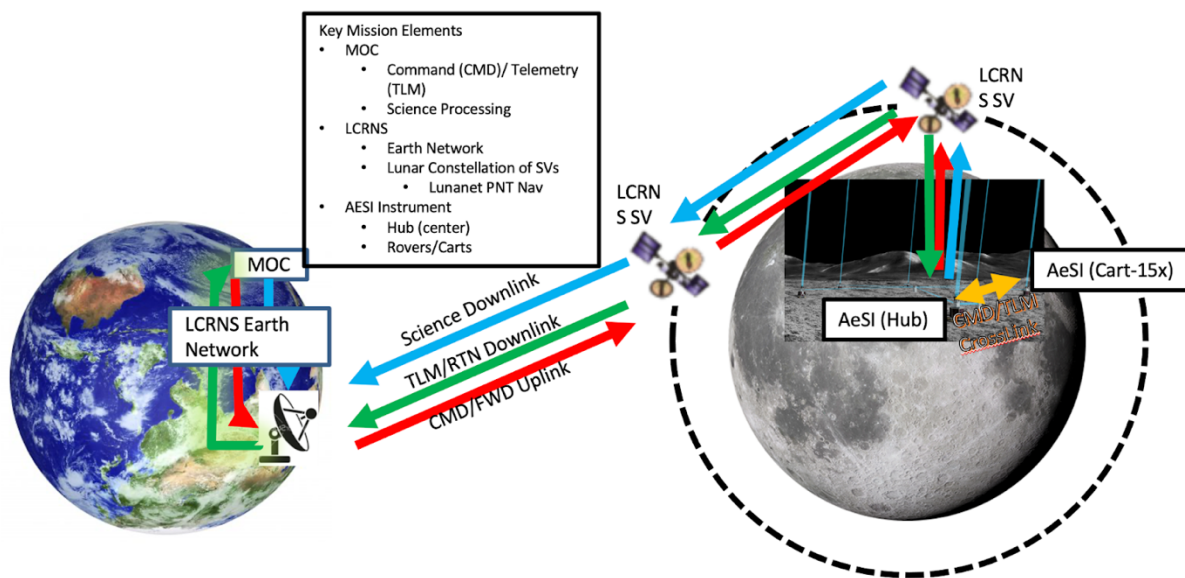 Key Mission Elements
• MOC
• Command (CMD)/ Telemetry
(TLM)
• Science Processing
• LCRNS
• Earth Network
• Lunar Constellation of SVs
• Lunanet PNT Nav
• AESI Instrument
• Hub (center)
• Rovers/Carts
LCRN
S SV
LCRN
S SV
MOC
LCRNS Earth
Network
Science Downlink
TLM/RTN Downlink
CMD/FWD Uplink
AeSI (Cart-15x)
AeSI (Hub)
CMD/TLM
CrossLink